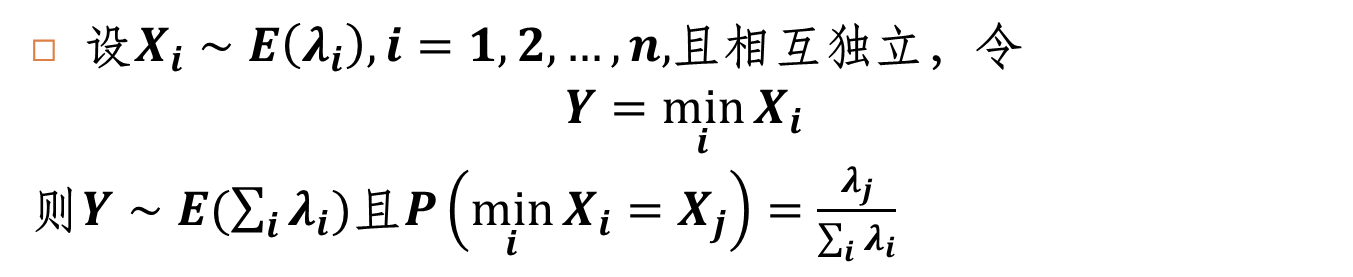 □ 设X_i ~ E(λ_i), i = 1, 2, …, n,且相互独立，令
Y = min_i X_i
则Y ~ E(∑_i λ_i)且P(min_i X_i = X_j) = λ_j / ∑_i λ_i